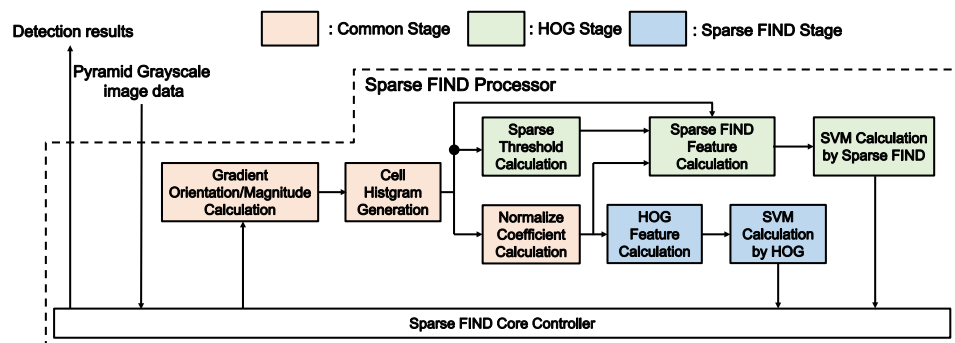 Detection results
: Common Stage
: HOG Stage
: Sparse FIND Stage
Pyramid Grayscale
image data
Sparse FIND Processor
Gradient
Orientation/Magnitude
Calculation
Cell
Histgram
Generation
Sparse
Threshold
Calculation
Sparse FIND
Feature
Calculation
SVM Calculation
by Sparse FIND
Normalize
Coefficient
Calculation
HOG
Feature
Calculation
SVM
Calculation
by HOG
Sparse FIND Core Controller